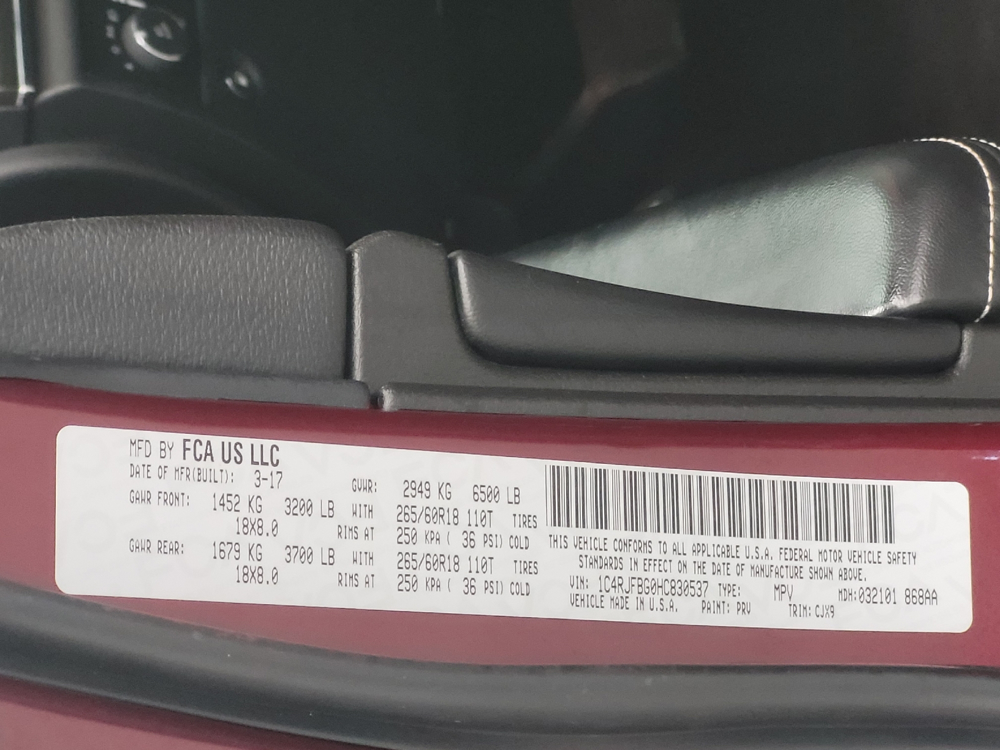 MFD BY FCA US LLC
DATE OF MFR(BUILT): 3-17
GVWR: 2949 KG 6500 LB
GAWR FRONT: 1452 KG 3200 LB WITH 265/60R18 110T TIRES
18X8.0 RIMS AT 250 KPA ( 36 PSI) COLD
GAWR REAR: 1679 KG 3700 LB WITH 265/60R18 110T TIRES
18X8.0 RIMS AT 250 KPA ( 36 PSI) COLD
THIS VEHICLE CONFORMS TO ALL APPLICABLE U.S.A. FEDERAL MOTOR VEHICLE SAFETY
STANDARDS IN EFFECT ON THE DATE OF MANUFACTURE SHOWN ABOVE.
VIN: 1C4RJFBG0HC830537 TYPE: MPV MDH:032101 868AA
VEHICLE MADE IN U.S.A. PAINT: PRV TRIM: CJX9